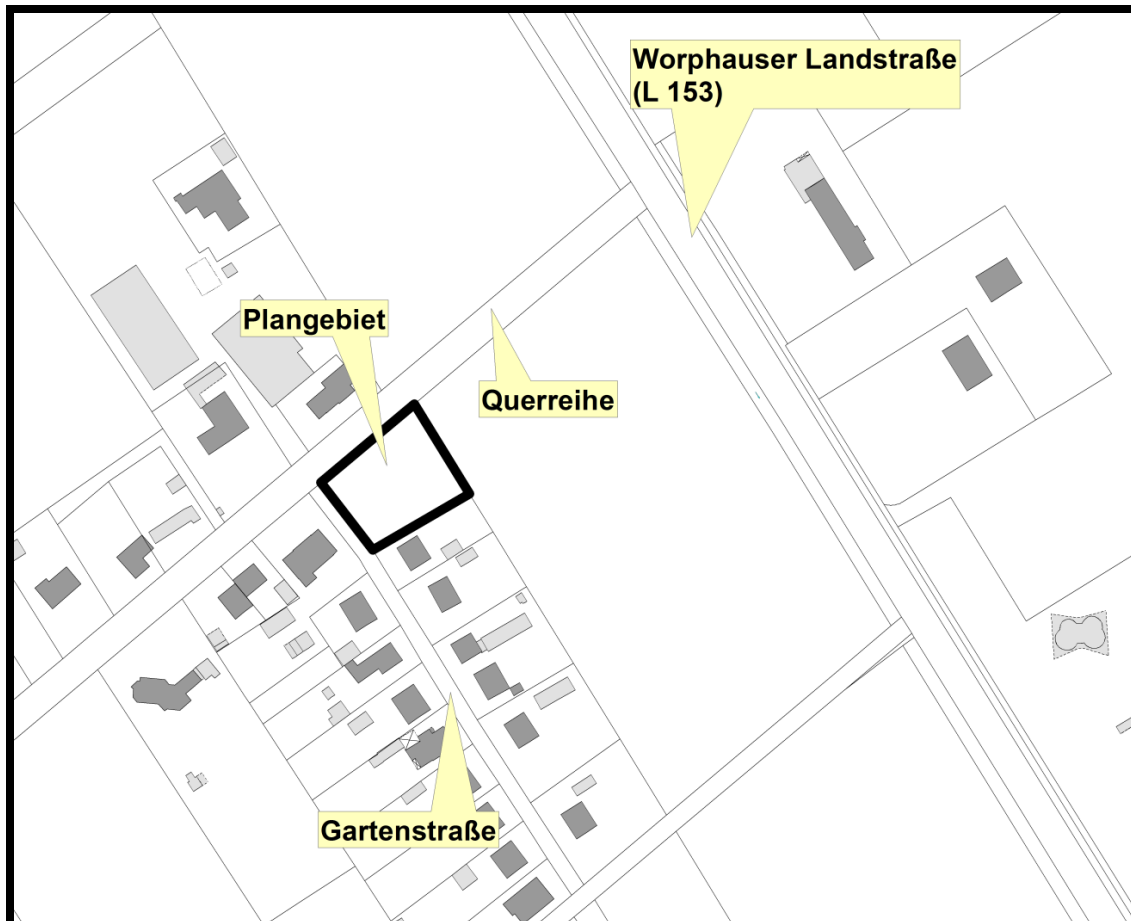 Worphauser Landstraße
(L 153)
Plangebiet
Querreihe
Gartenstraße